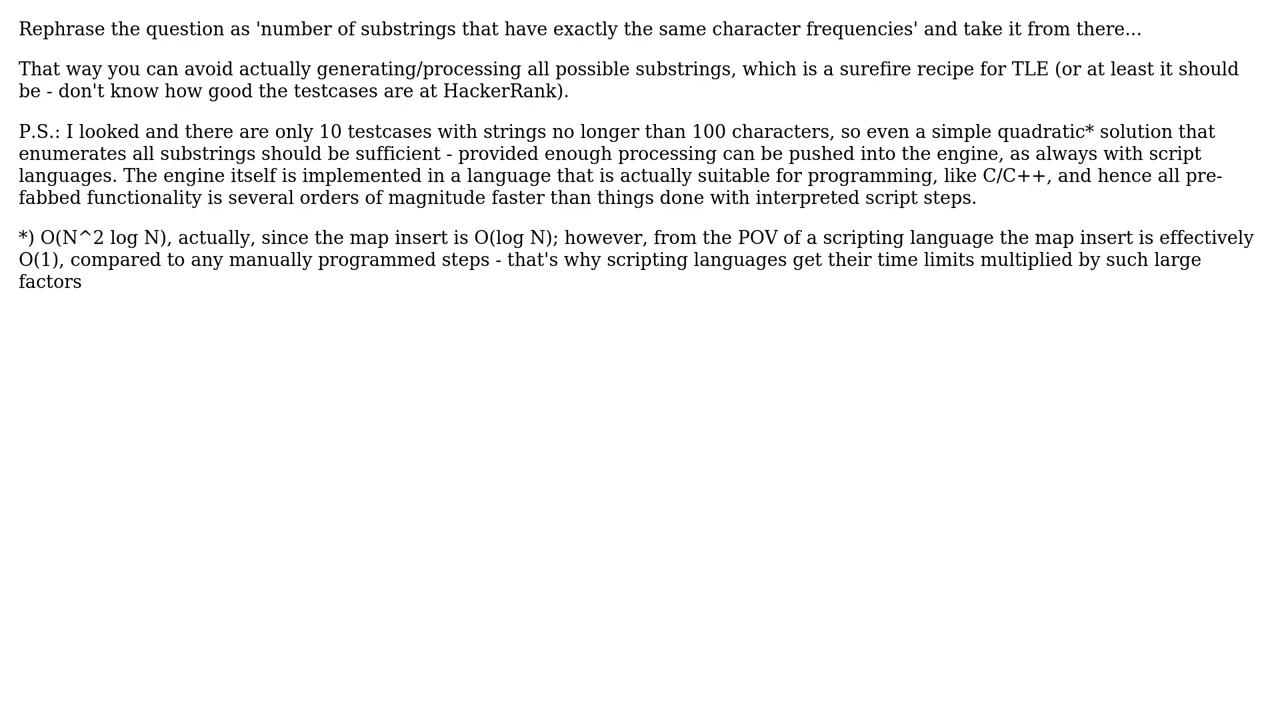 Rephrase the question as 'number of substrings that have exactly the same character frequencies' and take it from there...
That way you can avoid actually generating/processing all possible substrings, which is a surefire recipe for TLE (or at least it should
be - don't know how good the testcases are at HackerRank).
P.S.: I looked and there are only 10 testcases with strings no longer than 100 characters, so even a simple quadratic* solution that
enumerates all substrings should be sufficient - provided enough processing can be pushed into the engine, as always with script
languages. The engine itself is implemented in a language that is actually suitable for programming, like C/C++, and hence all pre-
fabbed functionality is several orders of magnitude faster than things done with interpreted script steps.
*) O(N^2 log N), actually, since the map insert is O(log N); however, from the POV of a scripting language the map insert is effectively
O(1), compared to any manually programmed steps - that's why scripting languages get their time limits multiplied by such large
factors